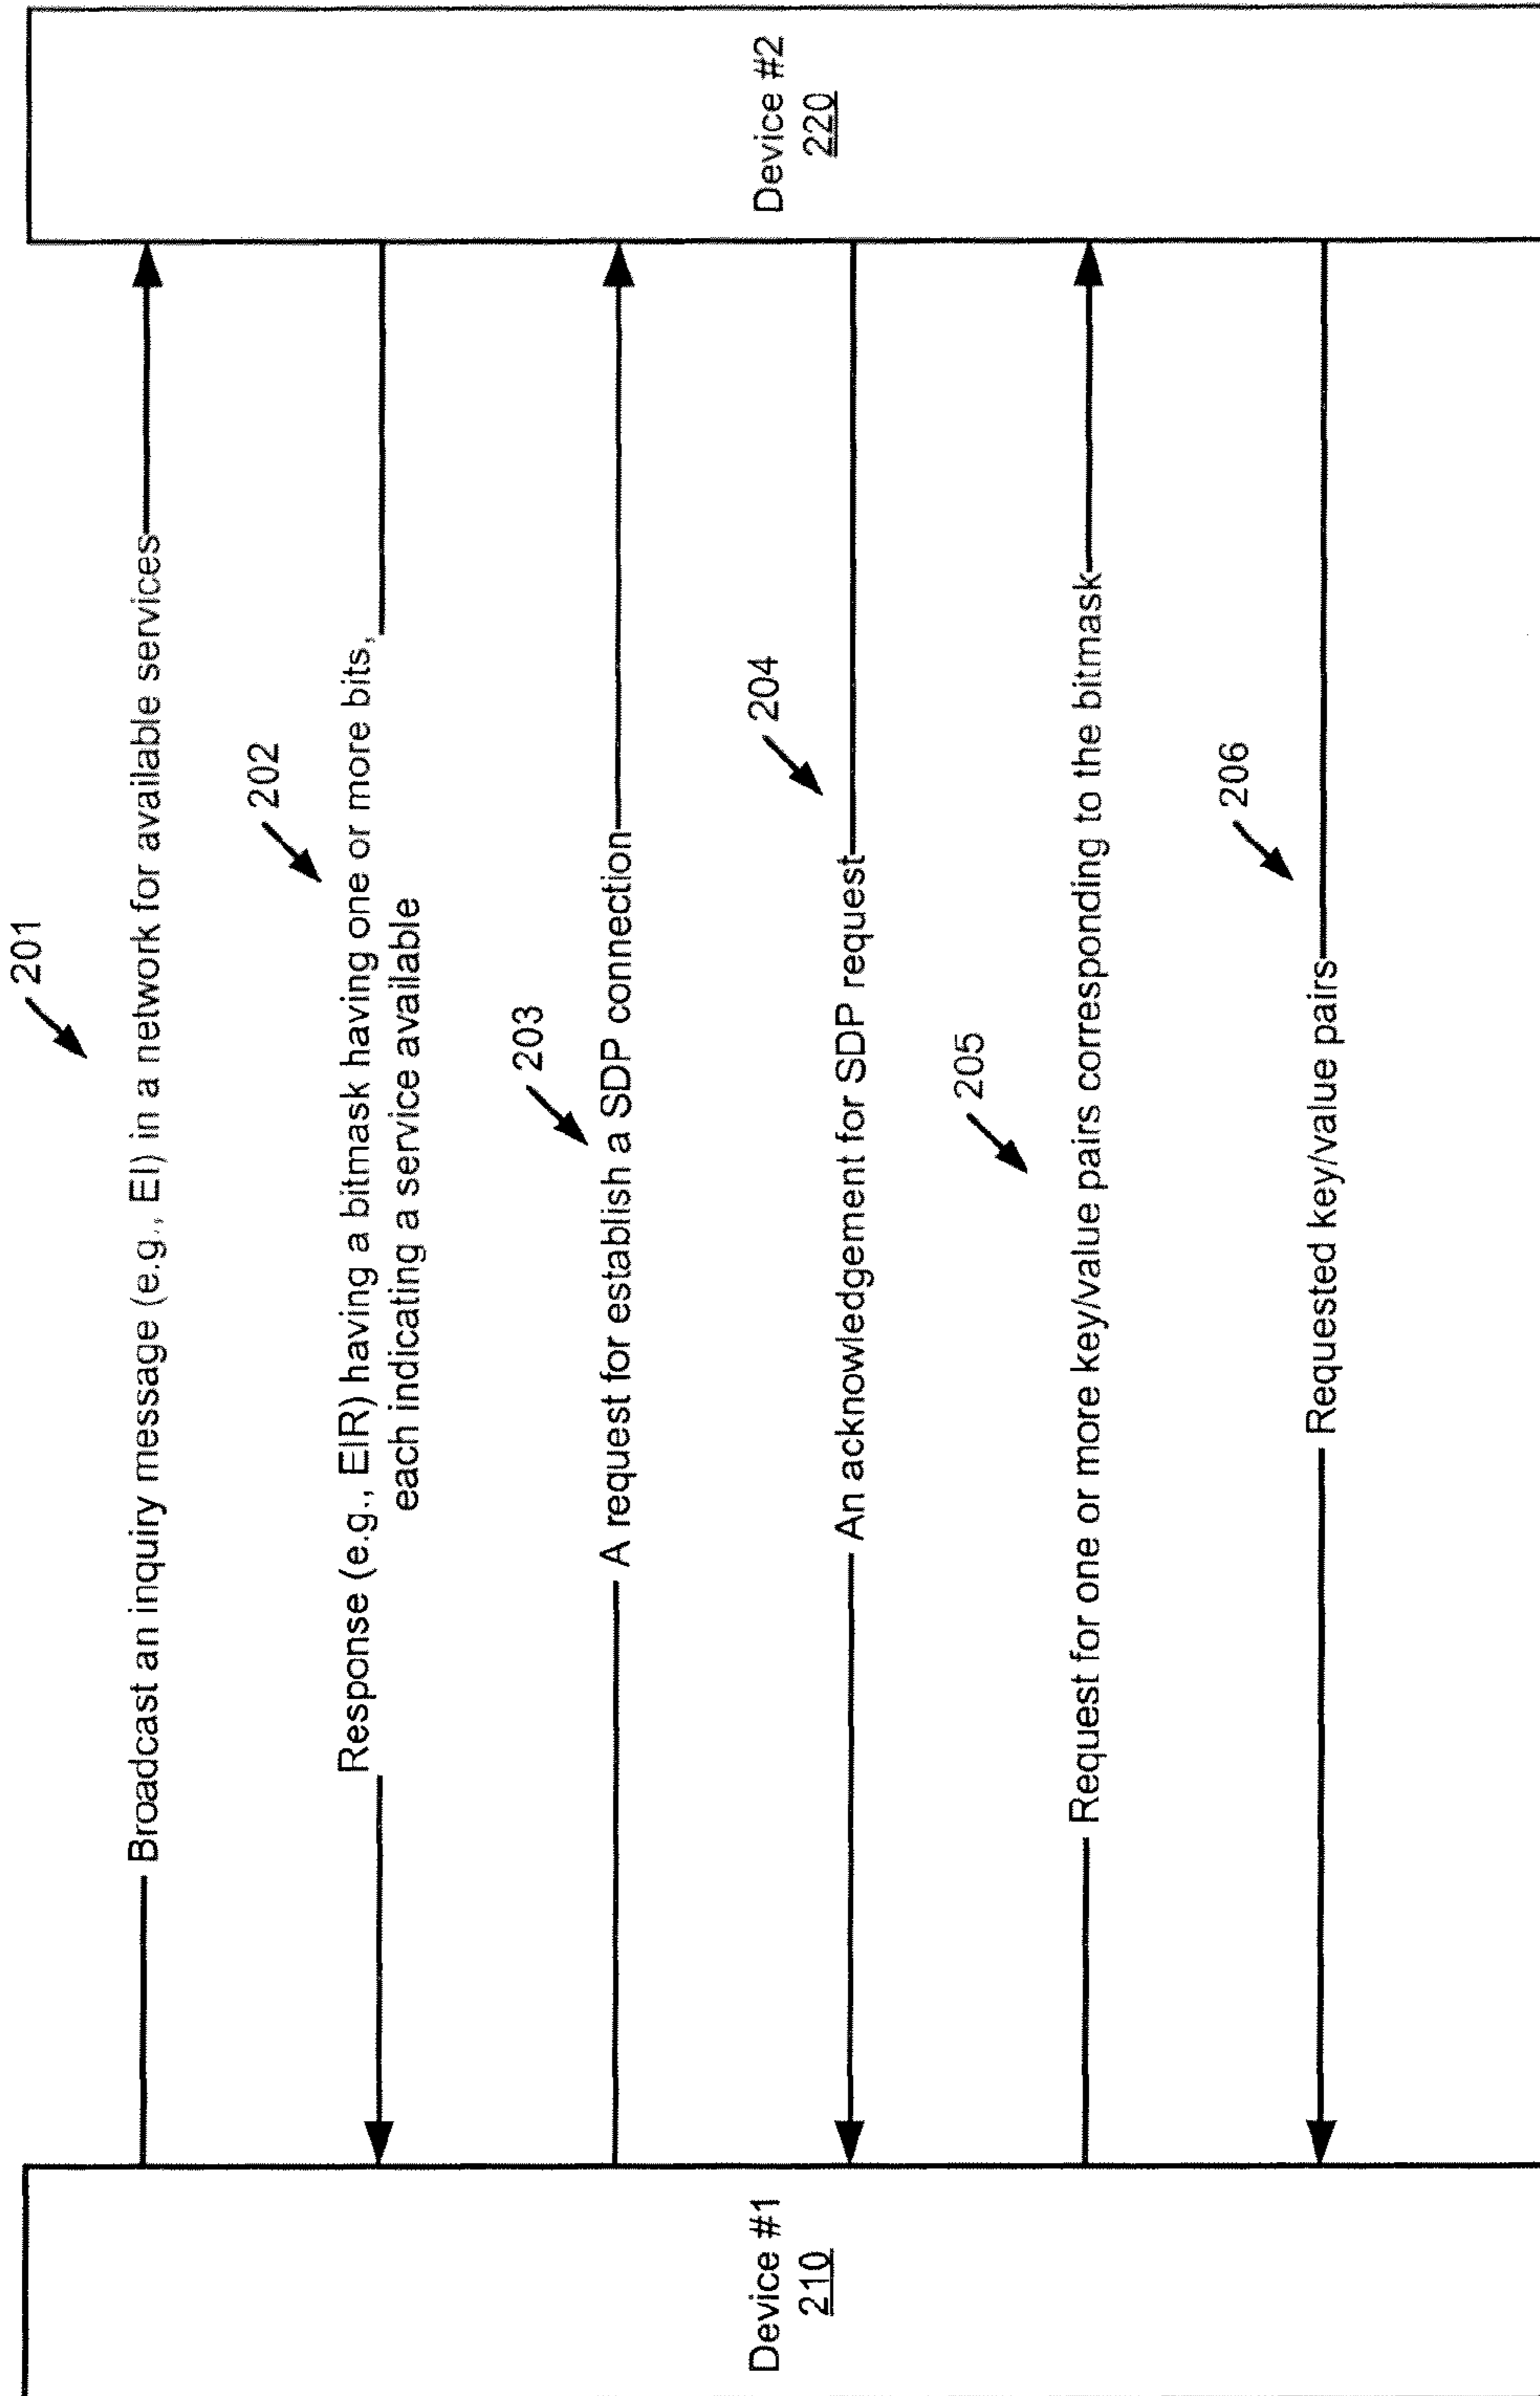 Device #1
210
Device #2
220
201
Broadcast an inquiry message (e.g., EI) in a network for available services
202
Response (e.g., EIR) having a bitmask having one or more bits,
each indicating a service available
203
A request for establish a SDP connection
204
An acknowledgement for SDP request
205
Request for one or more key/value pairs corresponding to the bitmask
206
Requested key/value pairs